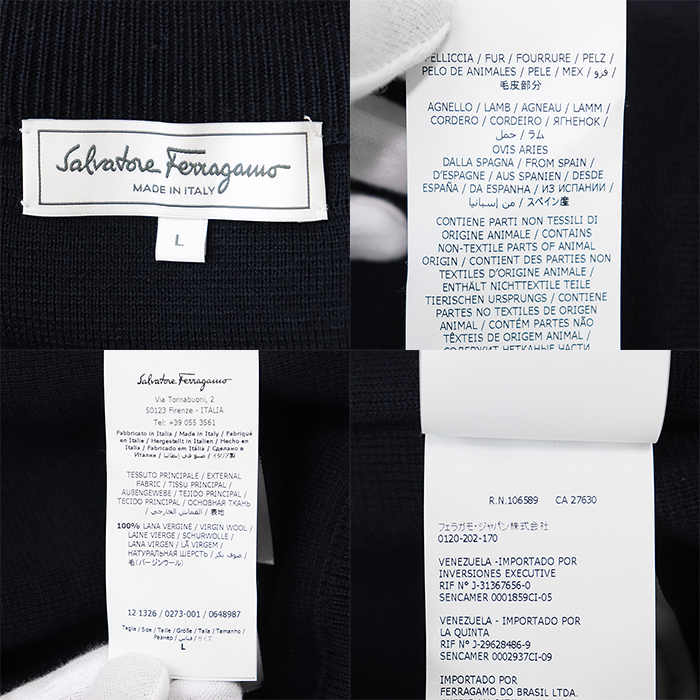 Salvatore Ferragamo
MADE IN ITALY
L
PELLICCIA / FUR / FOURRURE / PELZ /
PELO DE ANIMALES / PELE / MEX / فرو /
毛皮部分
AGNELLO / LAMB / AGNEAU / LAMM /
CORDERO / CORDEIRO / ЯГНЕНОК /
حمل / ラム
OVIS ARIES
DALLA SPAGNA / FROM SPAIN /
D'ESPAGNE / AUS SPANIEN / DESDE
ESPAÑA / DA ESPANHA / ИЗ ИСПАНИИ /
من إسبانيا / スペイン産
CONTIENE PARTI NON TESSILI DI
ORIGINE ANIMALE / CONTAINS
NON-TEXTILE PARTS OF ANIMAL
ORIGIN / CONTIENT DES PARTIES NON
TEXTILES D'ORIGINE ANIMALE /
ENTHÄLT NICHTTEXTILE TEILE
TIERISCHEN URSPRUNGS / CONTIENE
PARTES NO TEXTILES DE ORIGEN
ANIMAL / CONTÉM PARTES NÃO
TÊXTEIS DE ORIGEM ANIMAL /
СОДЕРЖИТ НЕТКАНЫЕ ЧАСТИ
Salvatore Ferragamo
Via Tornabuoni, 2
50123 Firenze - ITALIA
Tel: +39 055 3561
Fabbricato in Italia / Made in Italy / Fabriqué
en Italie / Hergestellt in Italien / Hecho en
Italia / Fabricado em Itália / Сделано в
Италии / صنع في إيطاليا / イタリア製
TESSUTO PRINCIPALE / EXTERNAL
FABRIC / TISSU PRINCIPAL /
AUßENGEWEBE / TEJIDO PRINCIPAL /
TECIDO PRINCIPAL / ОСНОВНАЯ ТКАНЬ
/ القماش الخارجي / 表地
100% LANA VERGINE / VIRGIN WOOL /
LAINE VIERGE / SCHURWOLLE /
LANA VIRGEN / LÃ VIRGEM /
НАТУРАЛЬНАЯ ШЕРСТЬ / صوف بكر /
毛(バージンウール)
12 1326 / 0273-001 / 0648987
Taglia / Size / Taille / Größe / Talla / Tamanho /
Размер / قياس / サイズ
L
R.N.106589 CA 27630
フェラガモ・ジャパン株式会社
0120-202-170
VENEZUELA -IMPORTADO POR
INVERSIONES EXECUTIVE
RIF N° J-31367656-0
SENCAMER 0001859CI-05
VENEZUELA - IMPORTADO POR
LA QUINTA
RIF N° J-29628486-9
SENCAMER 0002937CI-09
IMPORTADO POR
FERRAGAMO DO BRASIL LTDA.